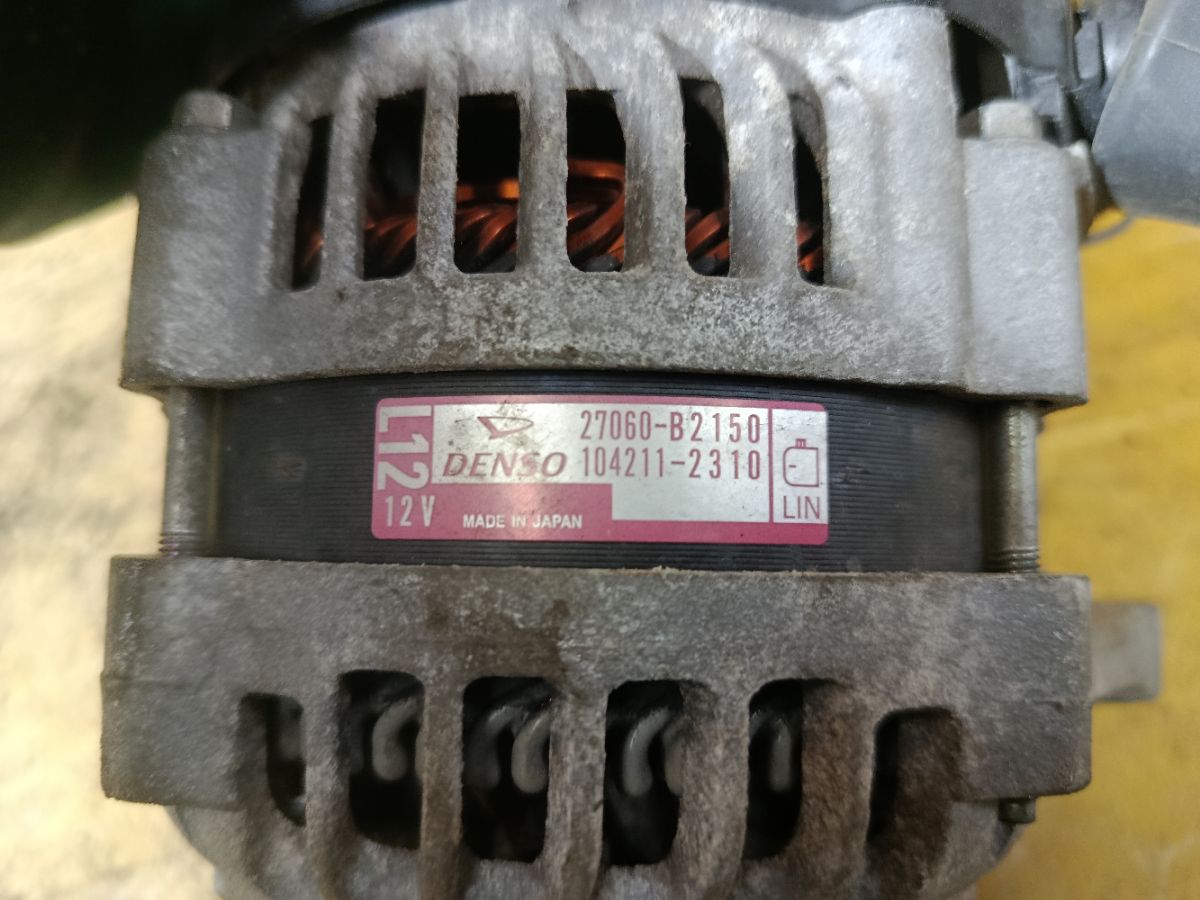 L12
27060-B2150
DENSO 104211-2310
12V
MADE IN JAPAN
LIN